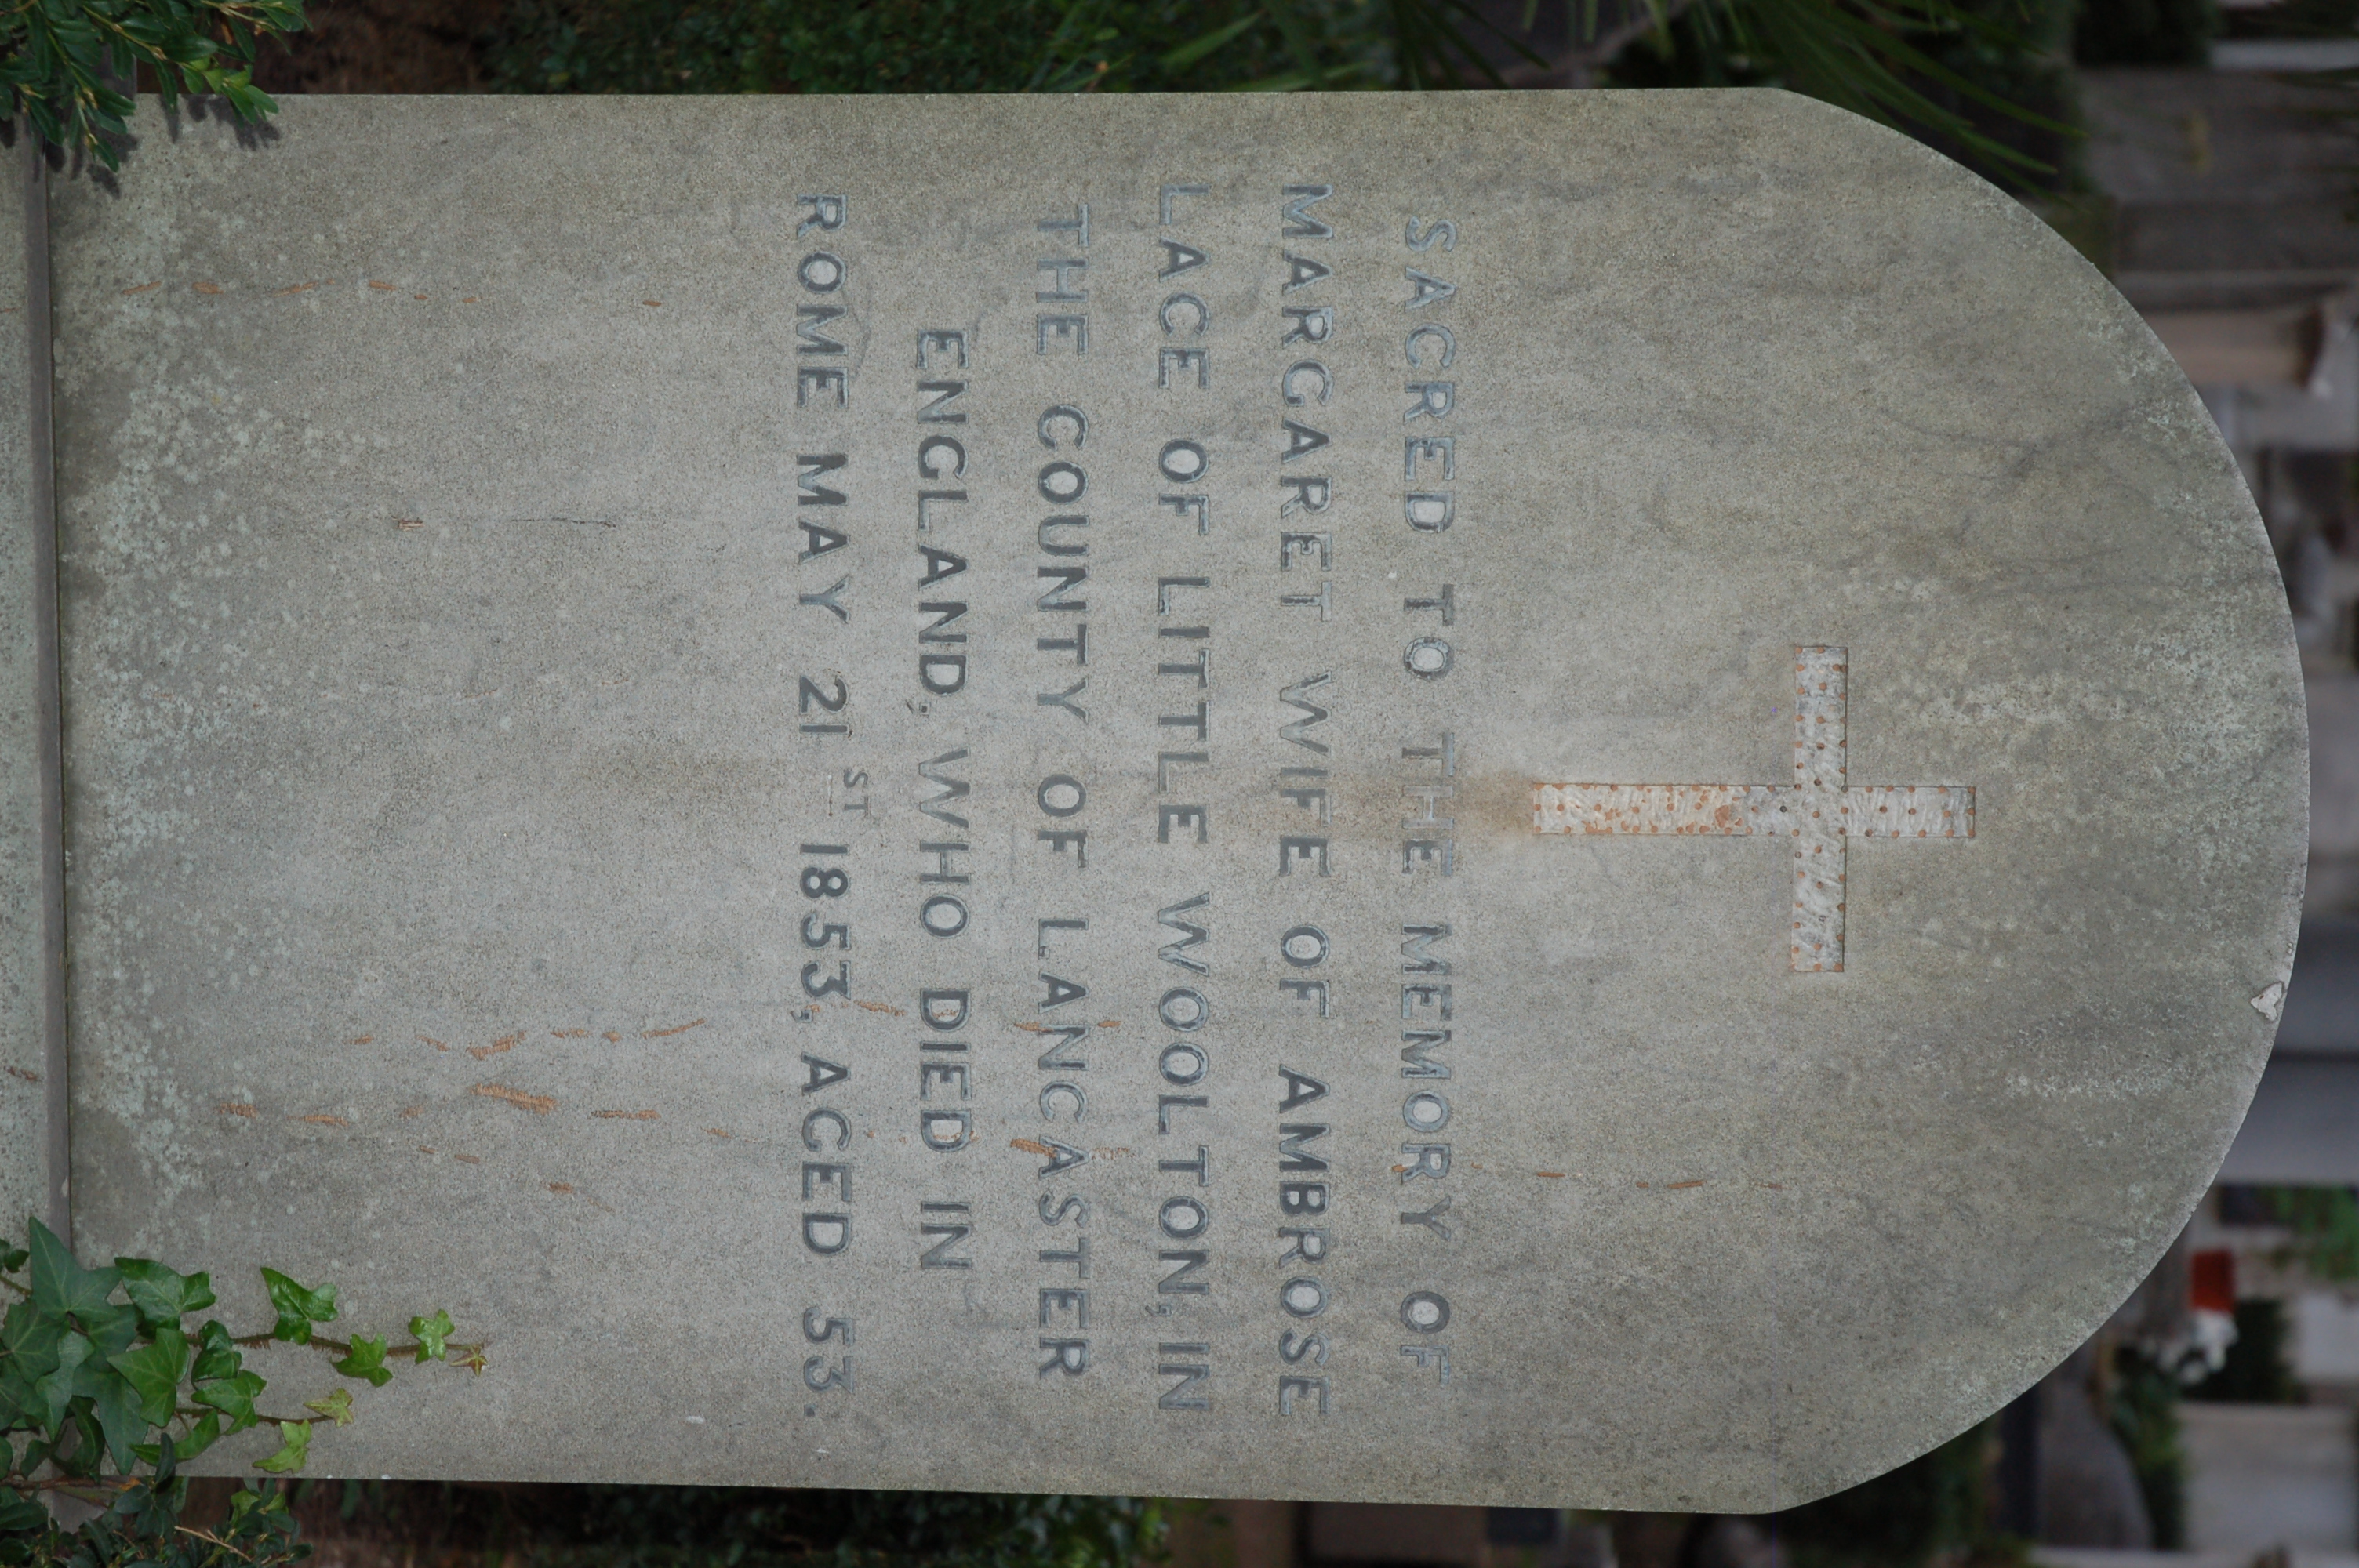 SACRED TO THE MEMORY OF
MARGARET WIFE OF AMBROSE
LACE OF LITTLE WOOLTON, IN
THE COUNTY OF LANCASTER
ENGLAND, WHO DIED IN
ROME MAY 21ST 1853, AGED 53.